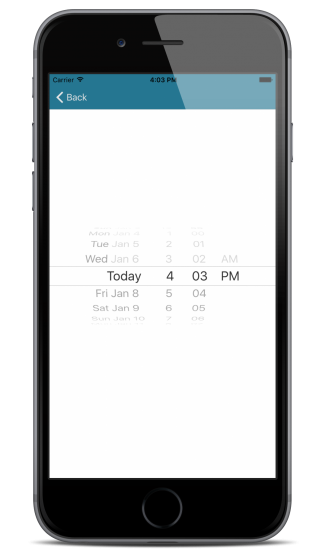 Carrier 4:03 PM
Back
Mon Jan 4 1 00
Tue Jan 5 2 01
Wed Jan 6 3 02 AM
Today 4 03 PM
Fri Jan 8 5 04
Sat Jan 9 6 05
Sun Jan 10 7 06